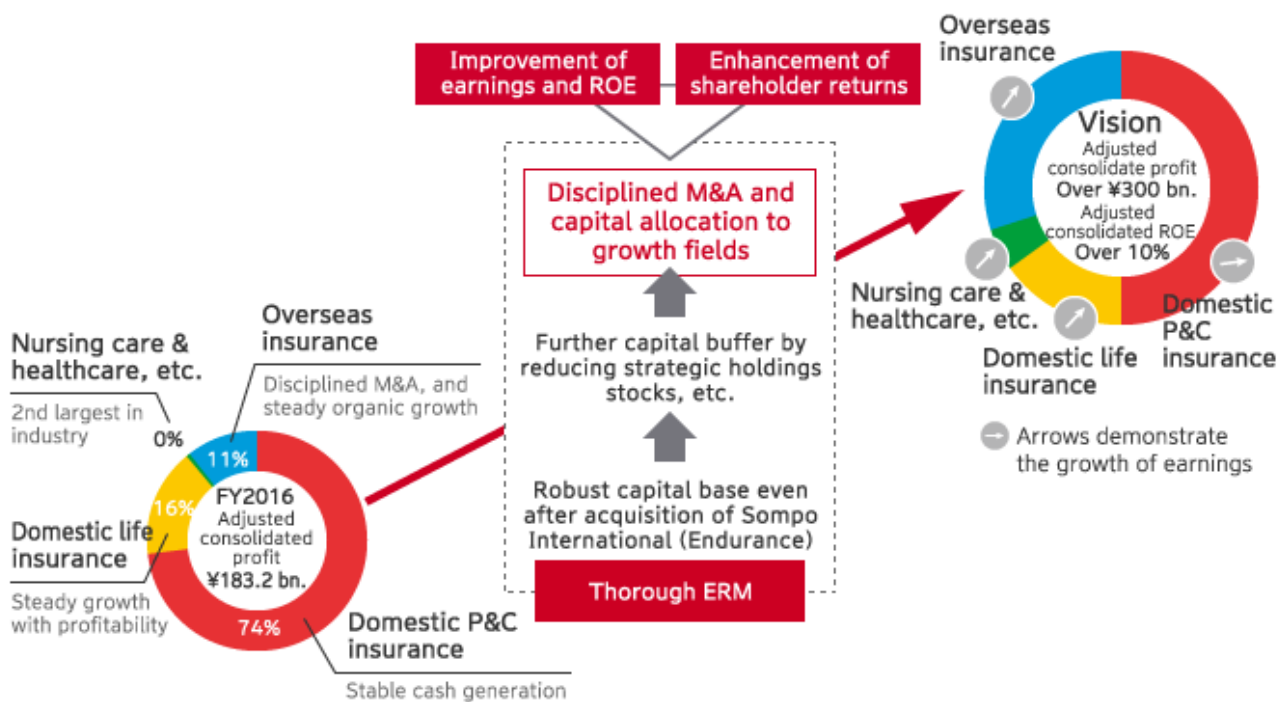 Improvement of
earnings and ROE
Enhancement of
shareholder returns
Disciplined M&A and
capital allocation to
growth fields
Further capital buffer by
reducing strategic holdings
stocks, etc.
Robust capital base even
after acquisition of Sompo
International (Endurance)
Thorough ERM
Nursing care &
healthcare, etc.
2nd largest in
industry
0%
Overseas
insurance
Disciplined M&A, and
steady organic growth
11%
16%
Domestic life
insurance
Steady growth
with profitability
FY2016
Adjusted
consolidated
profit
¥183.2 bn.
74%
Domestic P&C
insurance
Stable cash generation
Overseas
insurance
Vision
Adjusted
consolidate profit
Over ¥300 bn.
Adjusted
consolidated ROE
Over 10%
Nursing care &
healthcare, etc.
Domestic life
insurance
Domestic
P&C
insurance
Arrows demonstrate
the growth of earnings